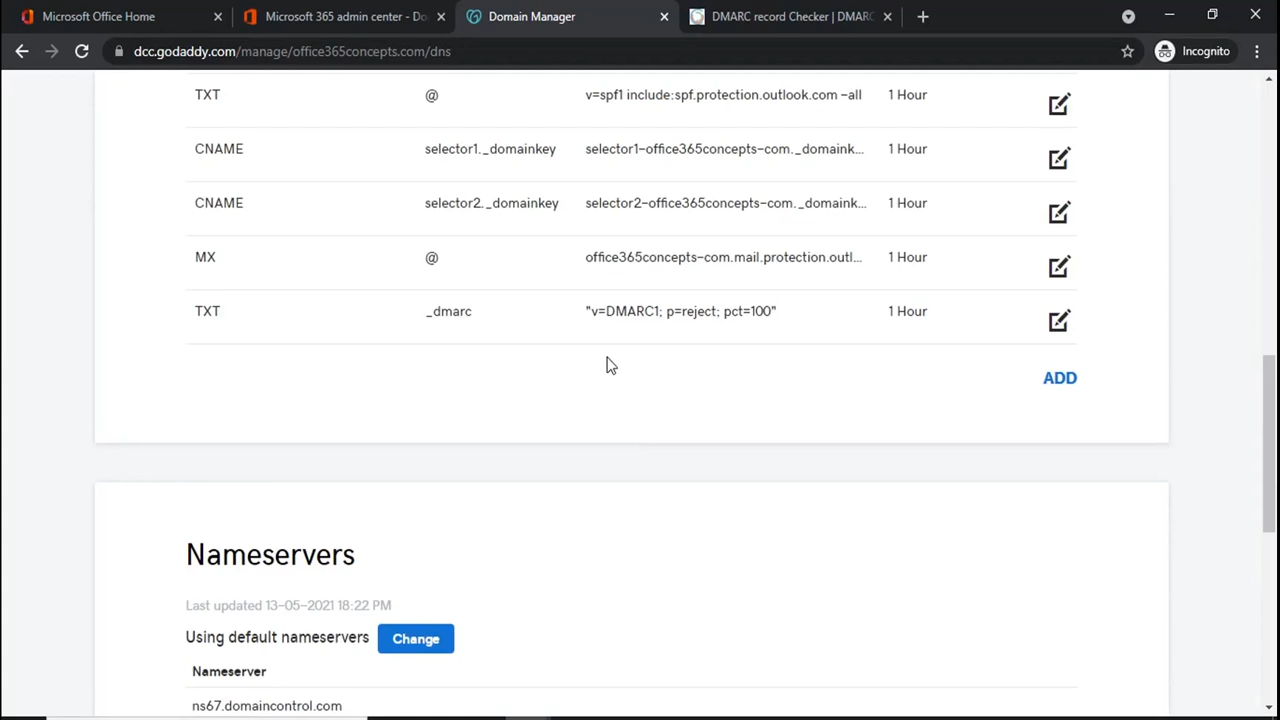 Microsoft Office Home
Microsoft 365 admin center - Do
Domain Manager
DMARC record Checker | DMARC
dcc.godaddy.com/manage/office365concepts.com/dns
Incognito
TXT @ v=spf1 include:spf.protection.outlook.com -all 1 Hour
CNAME selector1._domainkey selector1-office365concepts-com._domaink... 1 Hour
CNAME selector2._domainkey selector2-office365concepts-com._domaink... 1 Hour
MX @ office365concepts-com.mail.protection.outl... 1 Hour
TXT _dmarc "v=DMARC1; p=reject; pct=100" 1 Hour
ADD
Nameservers
Last updated 13-05-2021 18:22 PM
Using default nameservers Change
Nameserver
ns67.domaincontrol.com